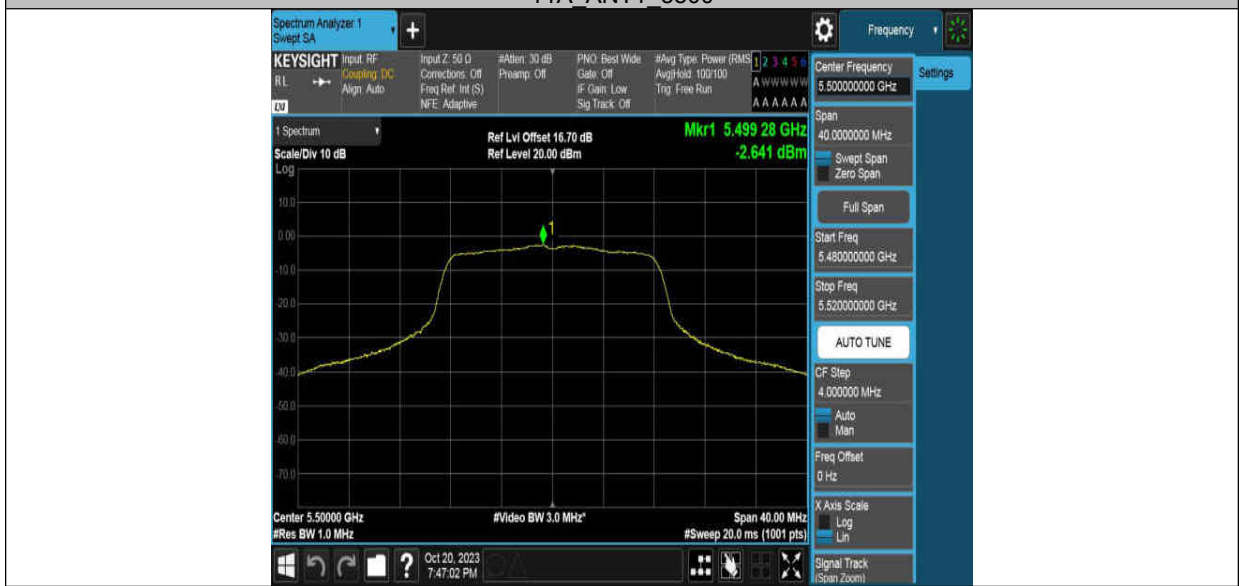 Spectrum Analyzer 1
Swept SA
+
Frequency
KEYSIGHT
RL
LXI
Input: RF
Coupling: DC
Align: Auto
Input Z: 50 Ω
Corrections: Off
Freq Ref: Int (S)
NFE: Adaptive
#Atten: 30 dB
Preamp: Off
PNO: Best Wide
Gate: Off
IF Gain: Low
Sig Track: Off
#Avg Type: Power (RMS
Avg|Hold: 100/100
Trig: Free Run
1 2 3 4 5 6
A W W W W W
A A A A A A
1 Spectrum
Scale/Div 10 dB
Log
Ref Lvl Offset 16.70 dB
Ref Level 20.00 dBm
Mkr1 5.499 28 GHz
-2.641 dBm
10.0
0.00
-10.0
-20.0
-30.0
-40.0
-50.0
-60.0
-70.0
1
Center 5.50000 GHz
#Res BW 1.0 MHz
#Video BW 3.0 MHz*
Span 40.00 MHz
#Sweep 20.0 ms (1001 pts)
Oct 20, 2023
7:47:02 PM
Center Frequency
5.500000000 GHz
Settings
Span
40.0000000 MHz
Swept Span
Zero Span
Full Span
Start Freq
5.480000000 GHz
Stop Freq
5.520000000 GHz
AUTO TUNE
CF Step
4.000000 MHz
Auto
Man
Freq Offset
0 Hz
X Axis Scale
Log
Lin
Signal Track
(Span Zoom)